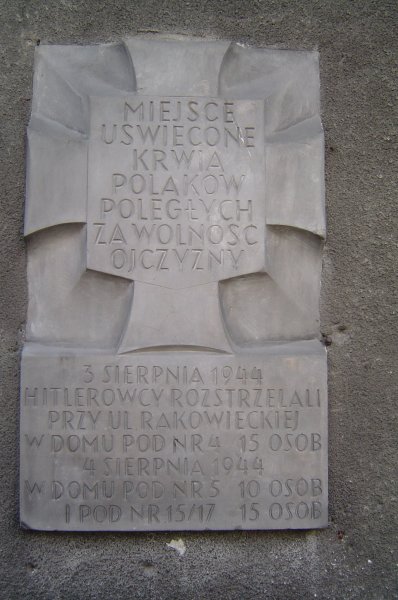 MIEJSCE
UŚWIĘCONE
KRWIĄ
POLAKÓW
POLEGŁYCH
ZA WOLNOŚĆ
OJCZYZNY
3 SIERPNIA 1944
HITLEROWCY ROZSTRZELALI
PRZY UL RAKOWIECKIEJ
W DOMU POD NR 4 15 OSÓB
4 SIERPNIA 1944
W DOMU POD NR 5 10 OSÓB
I POD NR 15/17 15 OSÓB